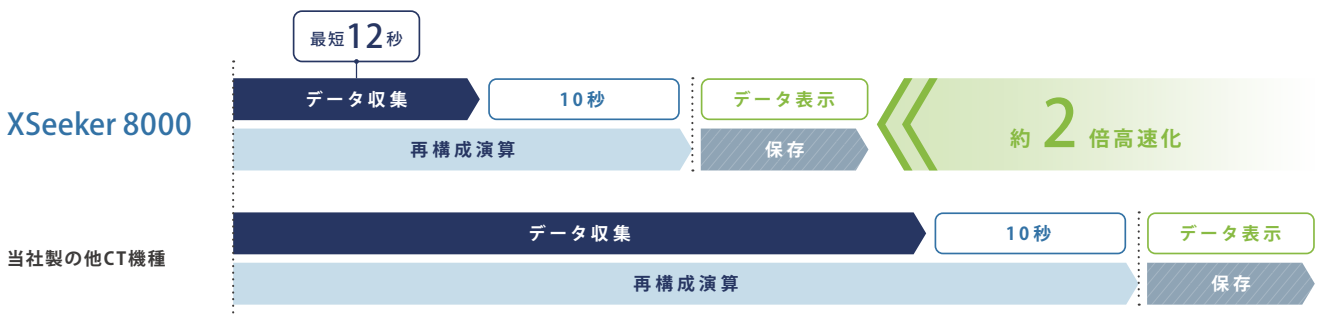 最短12秒
XSeeker 8000
データ収集
10秒
データ表示
約2倍高速化
再構成演算
保存
当社製の他CT機種
データ収集
10秒
データ表示
再構成演算
保存